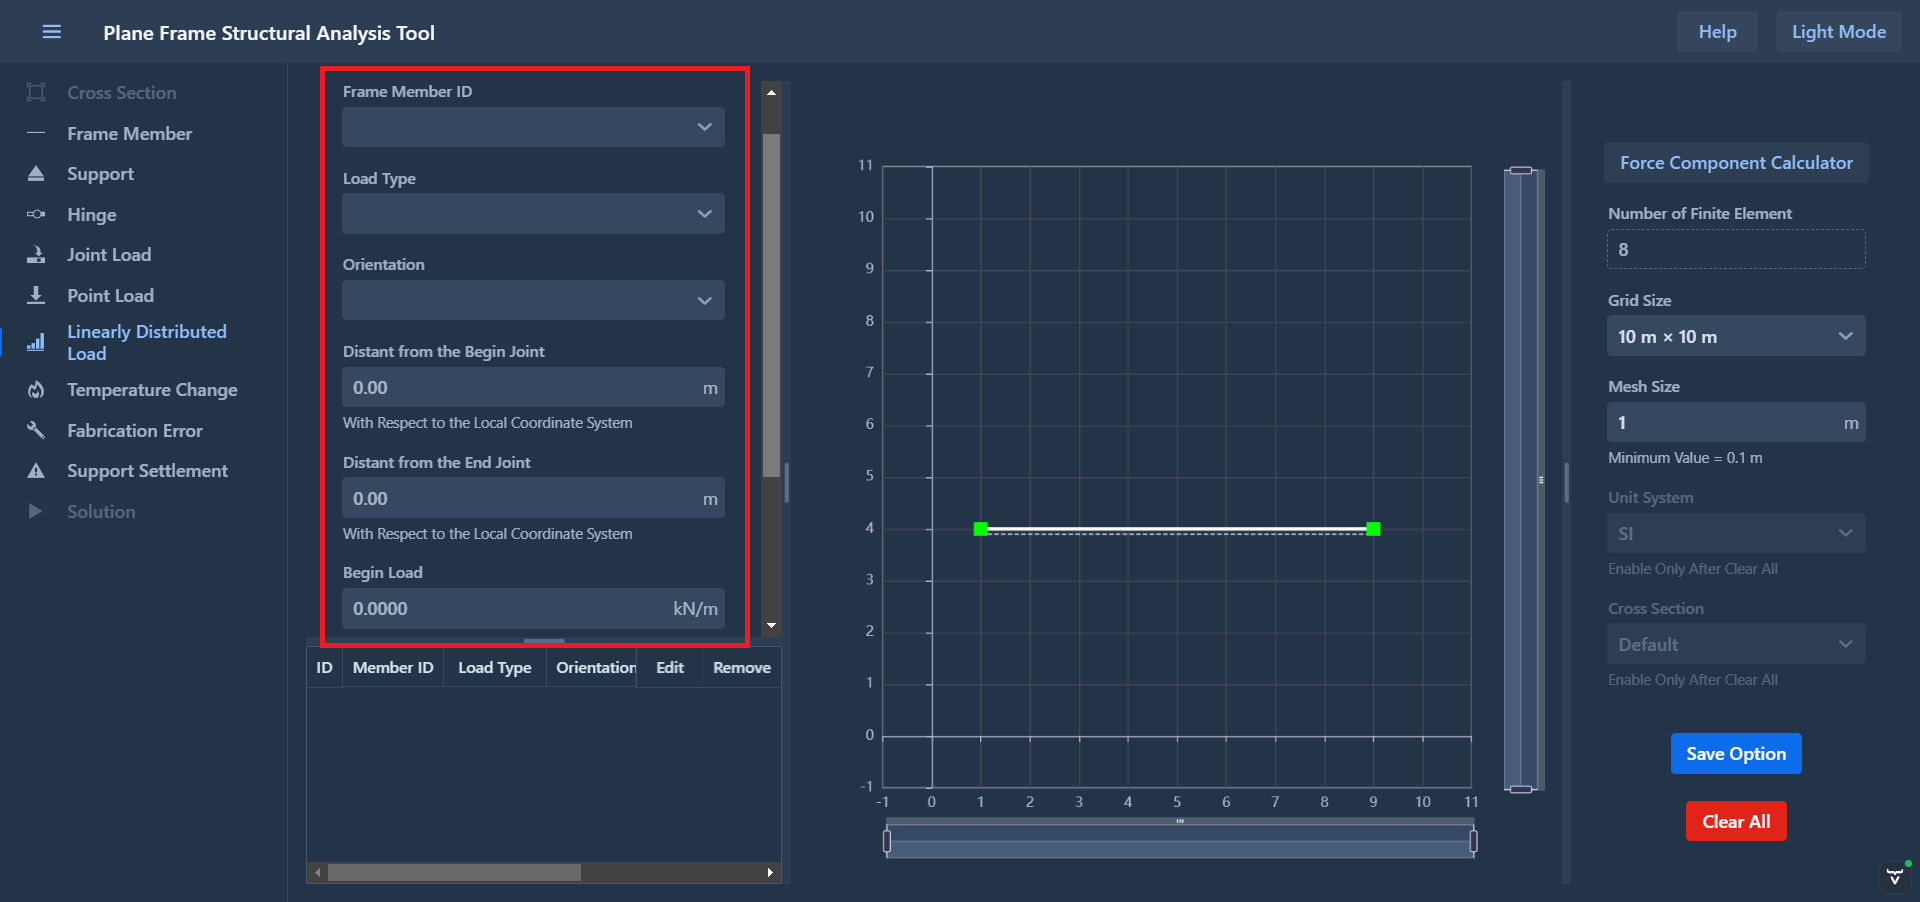 Plane Frame Structural Analysis Tool
Help
Light Mode
Cross Section
Frame Member
Support
Hinge
Joint Load
Point Load
Linearly Distributed
Load
Temperature Change
Fabrication Error
Support Settlement
Solution
Frame Member ID
Load Type
Orientation
Distant from the Begin Joint
0.00 m
With Respect to the Local Coordinate System
Distant from the End Joint
0.00 m
With Respect to the Local Coordinate System
Begin Load
0.0000 kN/m
ID Member ID Load Type Orientation Edit Remove
11
10
9
8
7
6
5
4
3
2
1
0
-1
-1 0 1 2 3 4 5 6 7 8 9 10 11
Force Component Calculator
Number of Finite Element
8
Grid Size
10 m × 10 m
Mesh Size
1 m
Minimum Value = 0.1 m
Unit System
SI
Enable Only After Clear All
Cross Section
Default
Enable Only After Clear All
Save Option
Clear All